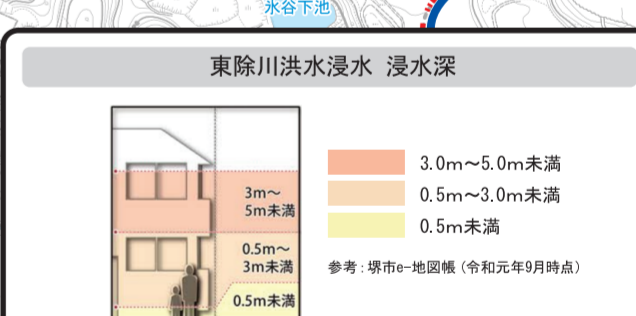 氷谷下池
東除川洪水浸水 浸水深
3m～
5m未満
0.5m～
3m未満
0.5m未満
3.0m～5.0m未満
0.5m～3.0m未満
0.5m未満
参考：堺市e-地図帳（令和元年9月時点）